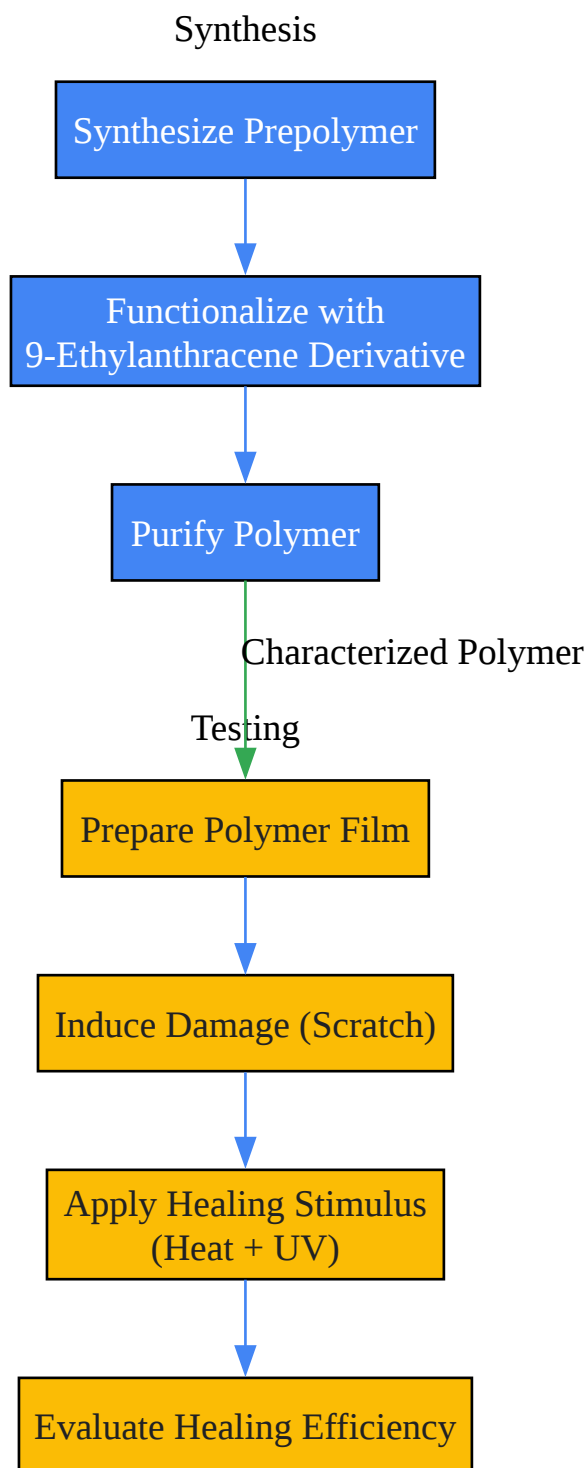 Synthesis
Synthesize Prepolymer
Functionalize with
9-Ethylanthracene Derivative
Purify Polymer
Characterized Polymer
Testing
Prepare Polymer Film
Induce Damage (Scratch)
Apply Healing Stimulus
(Heat + UV)
Evaluate Healing Efficiency